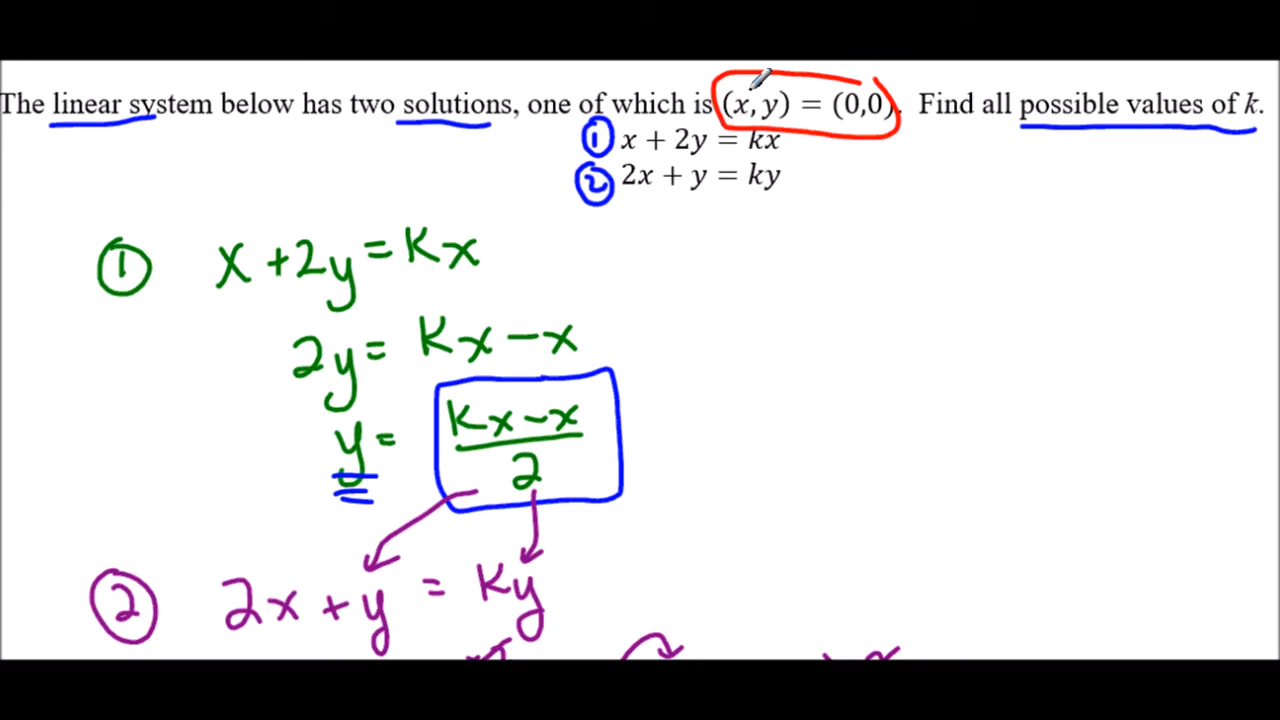 The linear system below has two solutions, one of which is (x, y) = (0,0). Find all possible values of k.
① x + 2y = kx
② 2x + y = ky
① x + 2y = Kx
2y = Kx - x
y = Kx - x / 2
② 2x + y = Ky